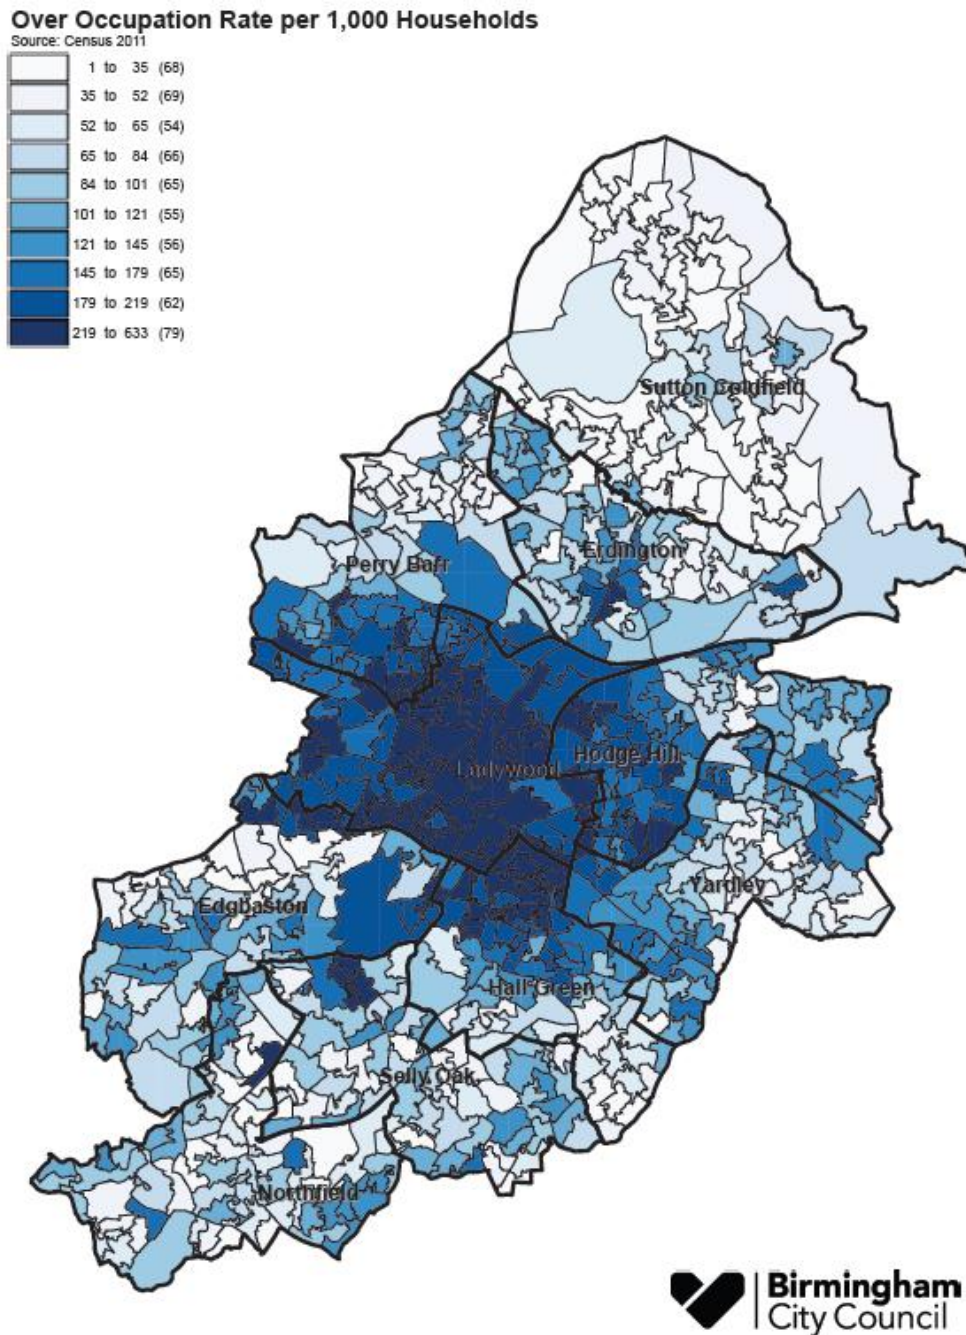 Over Occupation Rate per 1,000 Households
Source: Census 2011
1 to 35 (68)
35 to 52 (69)
52 to 65 (54)
65 to 84 (66)
84 to 101 (65)
101 to 121 (55)
121 to 145 (56)
145 to 179 (65)
179 to 219 (62)
219 to 633 (79)
Sutton Coldfield
Erdington
Perry Barr
Hodge Hill
Ladywood
Yardley
Edgbaston
Hall Green
Selly Oak
Northfield
Birmingham
City Council